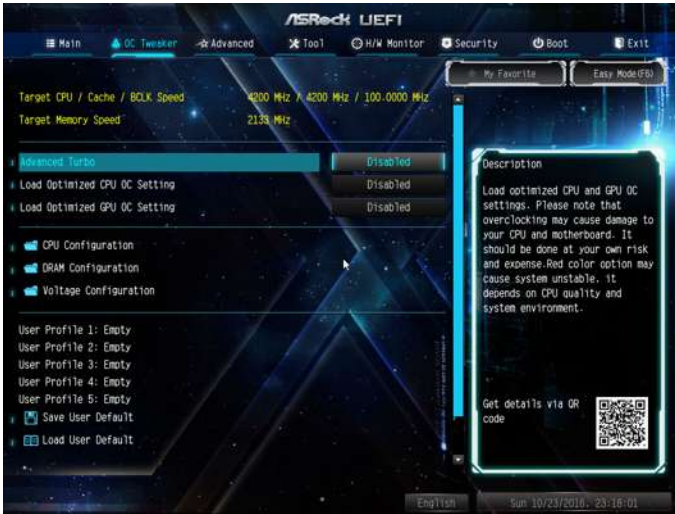 ASRock UEFI
Main OC Tweaker Advanced Tool H/W Monitor Security Boot Exit
My Favorite Easy Mode(F6)
Target CPU / Cache / BCLK Speed 4200 MHz / 4200 MHz / 100.0000 MHz
Target Memory Speed 2133 MHz
Advanced Turbo Disabled
Load Optimized CPU OC Setting Disabled
Load Optimized GPU OC Setting Disabled
CPU Configuration
DRAM Configuration
Voltage Configuration
User Profile 1: Empty
User Profile 2: Empty
User Profile 3: Empty
User Profile 4: Empty
User Profile 5: Empty
Save User Default
Load User Default
Description
Load optimized CPU and GPU OC
settings. Please note that
overclocking may cause damage to
your CPU and motherboard. It
should be done at your own risk
and expense.Red color option may
cause system unstable. it
depends on CPU quality and
system environment.
Get details via QR
code
English Sun 10/23/2016. 23:18:01